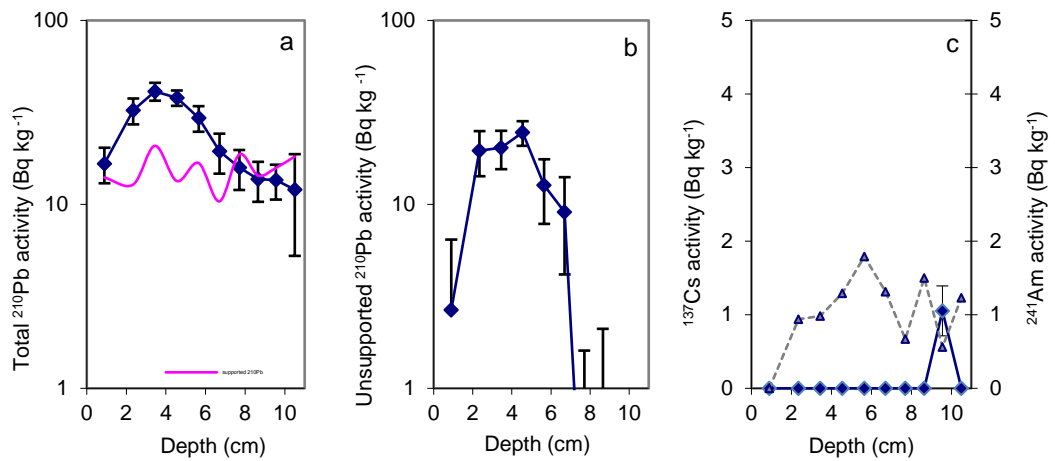 a
100
10
1
0 2 4 6 8 10
Total ²¹⁰Pb activity (Bq kg⁻¹)
Depth (cm)
supported 210Pb
b
100
10
1
0 2 4 6 8 10
Unsupported ²¹⁰Pb activity (Bq kg⁻¹)
Depth (cm)
c
5
4
3
2
1
0
0 2 4 6 8 10
¹³⁷Cs activity (Bq kg⁻¹)
Depth (cm)
5
4
3
2
1
0
²⁴¹Am activity (Bq kg⁻¹)